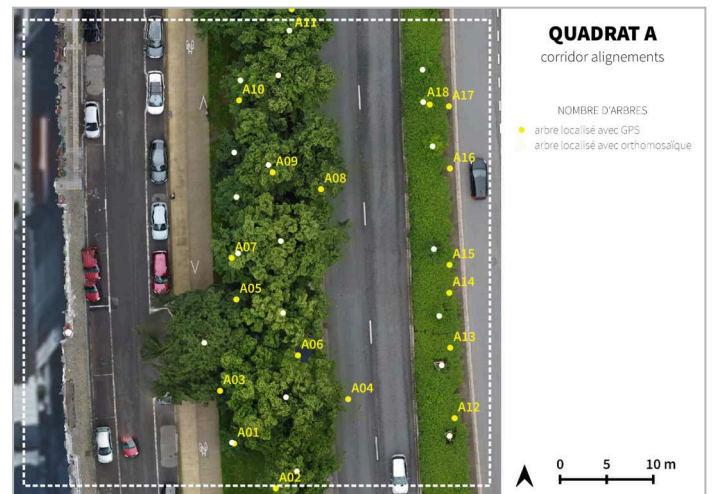 QUADRAT A
corridor alignements
NOMBRE D'ARBRES
arbre localisé avec GPS
arbre localisé avec orthomosaïque
A11
A10
A18
A17
A09
A16
A08
A07
A15
A14
A05
A13
A06
A03
A04
A12
A01
A02
0 5 10 m